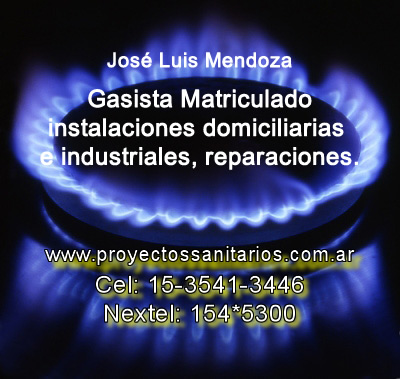 José Luis Mendoza
Gasista Matriculado
instalaciones domiciliarias
e industriales, reparaciones.
www.proyectossanitarios.com.ar
Cel: 15-3541-3446
Nextel: 154*5300